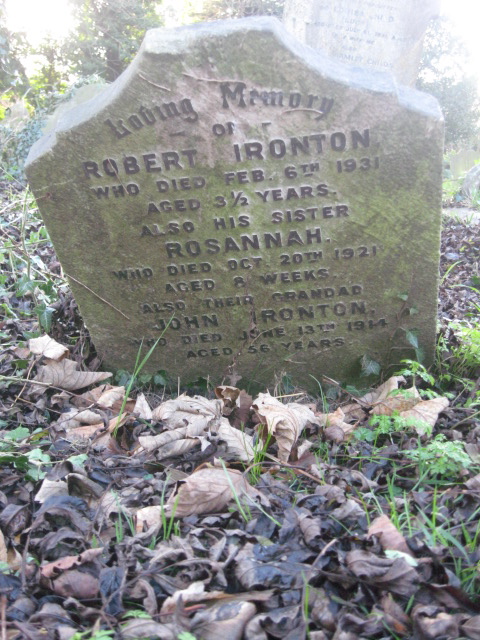 Loving Memory
OF
ROBERT IRONTON
WHO DIED FEB. 6TH 1931
AGED 3½ YEARS.
ALSO HIS SISTER
ROSANNAH.
WHO DIED OCT. 20TH 1921
AGED 8 WEEKS.
ALSO THEIR GRANDAD
JOHN IRONTON,
WHO DIED JUNE 13TH 1914
AGED 56 YEARS.